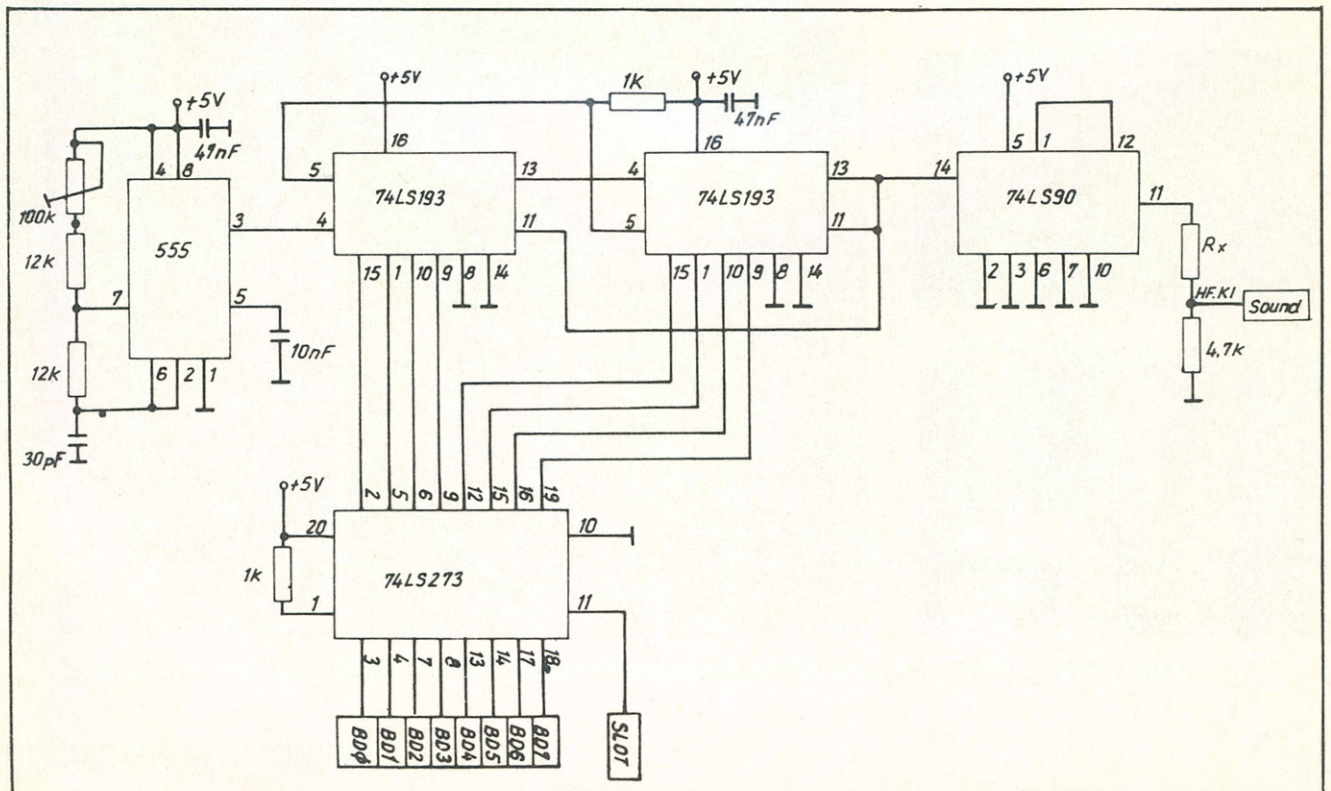 +5V
47nF
4 8
100k
12k
12k
30pF
555
3
7
5
6 2 1
10nF
+5V
16
5
4
74LS193
13
11
15 1 10 9 8 14
1k
+5V
47nF
16
4
5
74LS193
13
11
15 1 10 9 8 14
+5V
5 1 12
14
74LS90
11
2 3 6 7 10
Rx
HF.KI
Sound
4,7k
+5V
2 5 6 9 12 15 16 19
20
1k
1
74LS273
10
11
3 4 7 8 13 14 17 18
BDφ BD1 BD2 BD3 BD4 BD5 BD6 BD7
SLOT